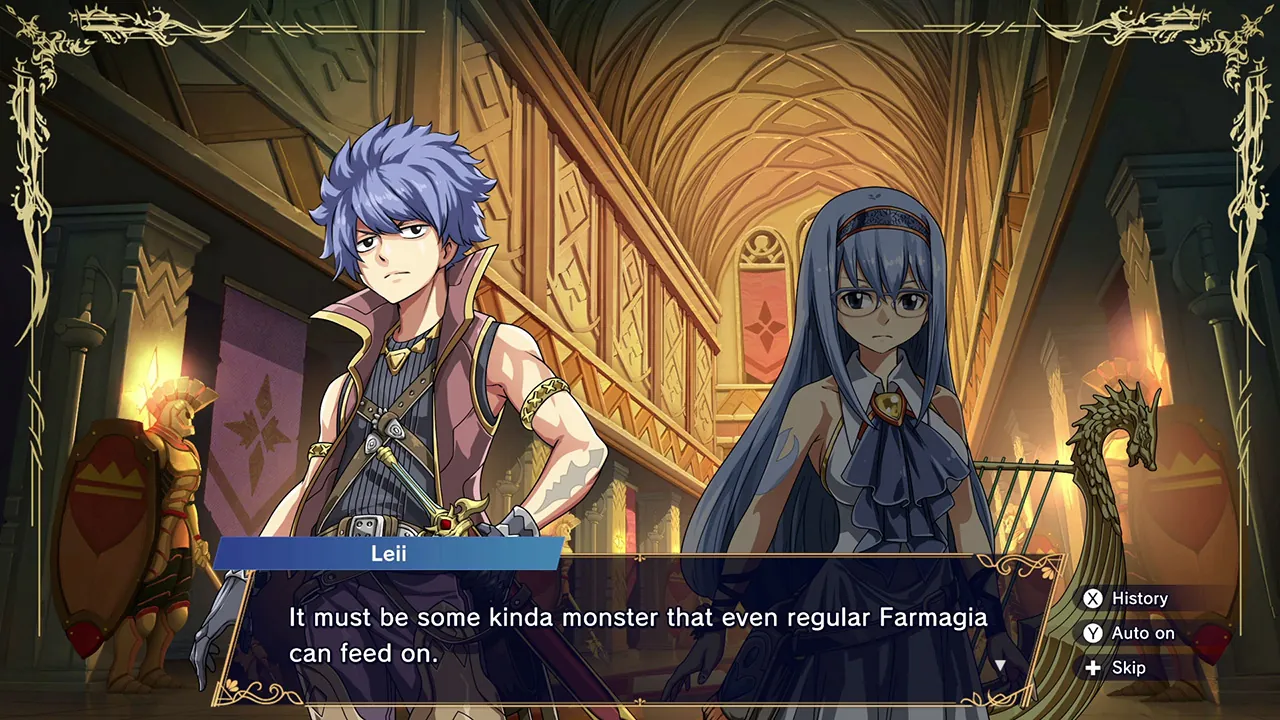 Leii
It must be some kinda monster that even regular Farmagia
can feed on.
X History
Y Auto on
+ Skip